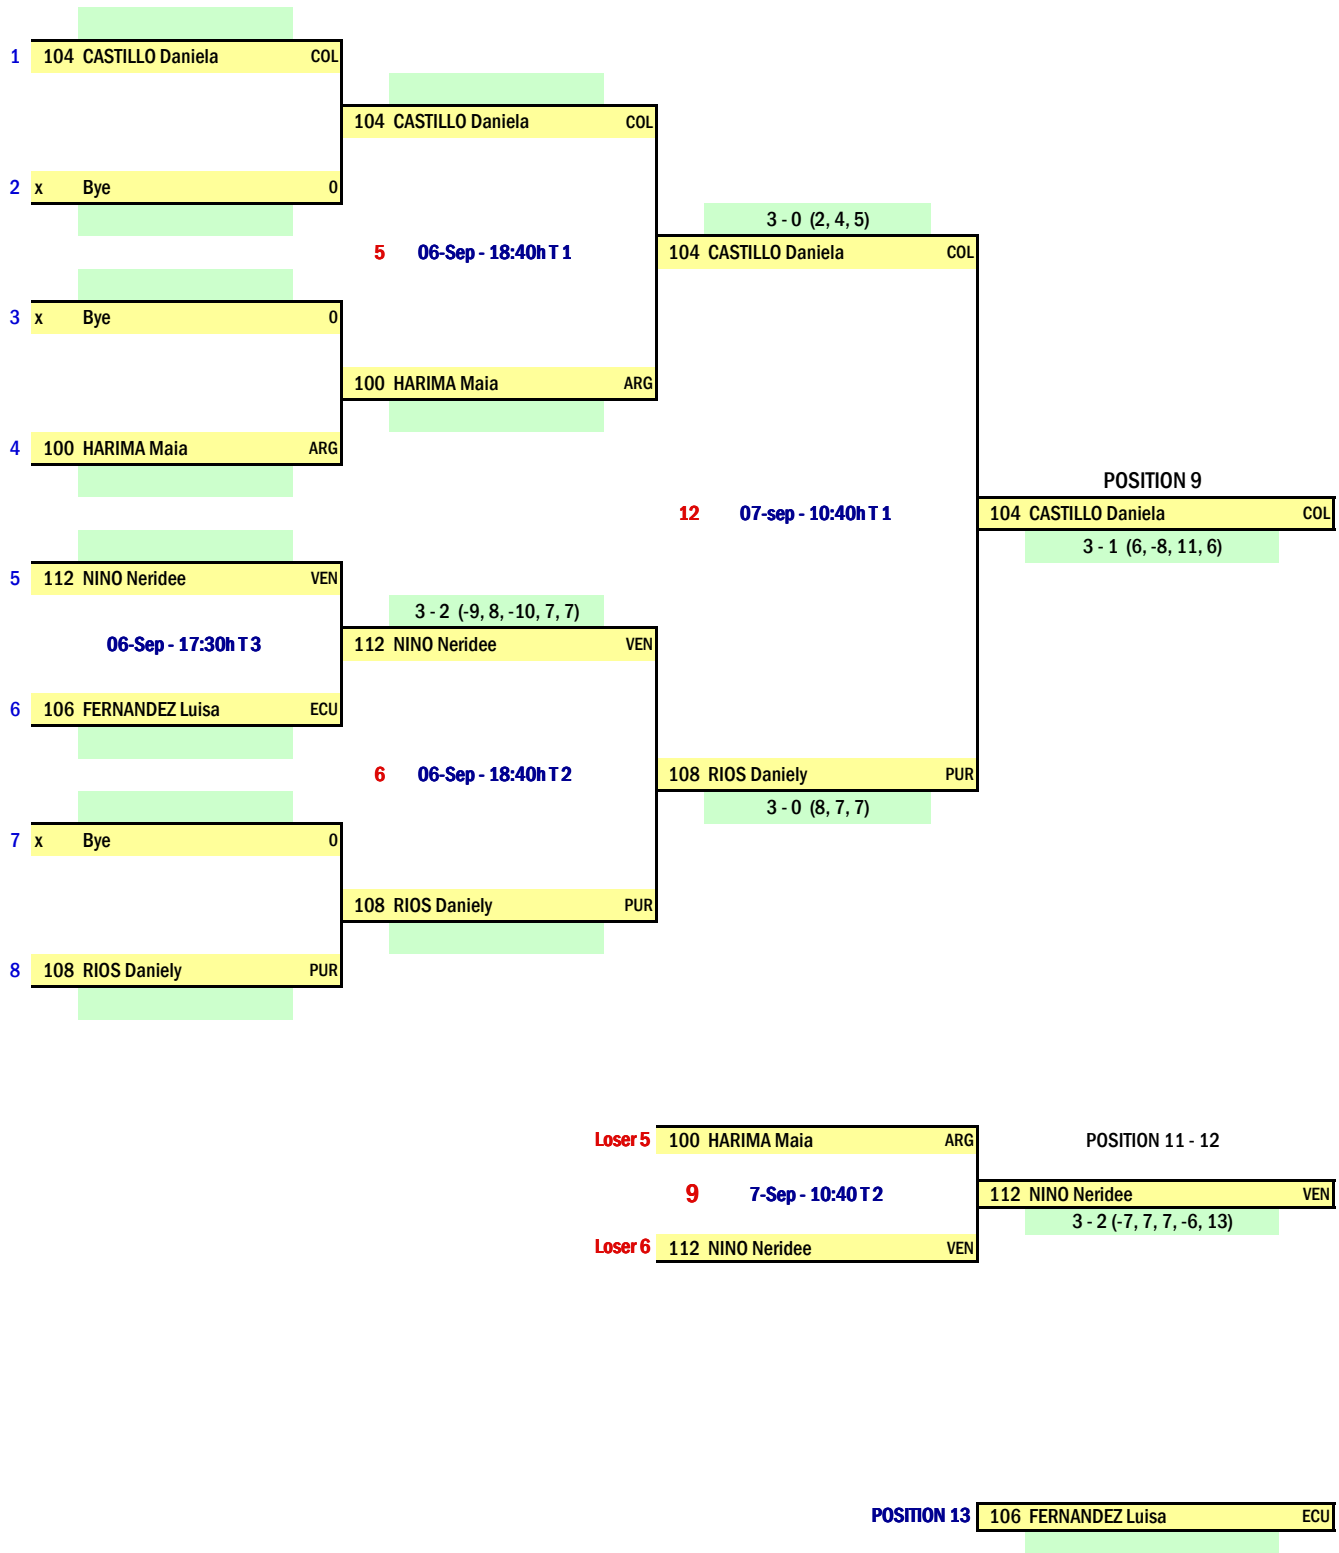 1 104 CASTILLO Daniela COL
104 CASTILLO Daniela COL
2 x Bye 0
3 - 0 (2, 4, 5)
5 06-Sep - 18:40h T 1
104 CASTILLO Daniela COL
3 x Bye 0
100 HARIMA Maia ARG
4 100 HARIMA Maia ARG
POSITION 9
12 07-sep - 10:40h T 1
104 CASTILLO Daniela COL
3 - 1 (6, -8, 11, 6)
5 112 NINO Neridee VEN
3 - 2 (-9, 8, -10, 7, 7)
06-Sep - 17:30h T 3
112 NINO Neridee VEN
6 106 FERNANDEZ Luisa ECU
6 06-Sep - 18:40h T 2
108 RIOS Daniely PUR
3 - 0 (8, 7, 7)
7 x Bye 0
108 RIOS Daniely PUR
8 108 RIOS Daniely PUR
Loser 5 100 HARIMA Maia ARG
POSITION 11 - 12
9 7-Sep - 10:40 T 2
112 NINO Neridee VEN
3 - 2 (-7, 7, 7, -6, 13)
Loser 6 112 NINO Neridee VEN
POSITION 13 106 FERNANDEZ Luisa ECU